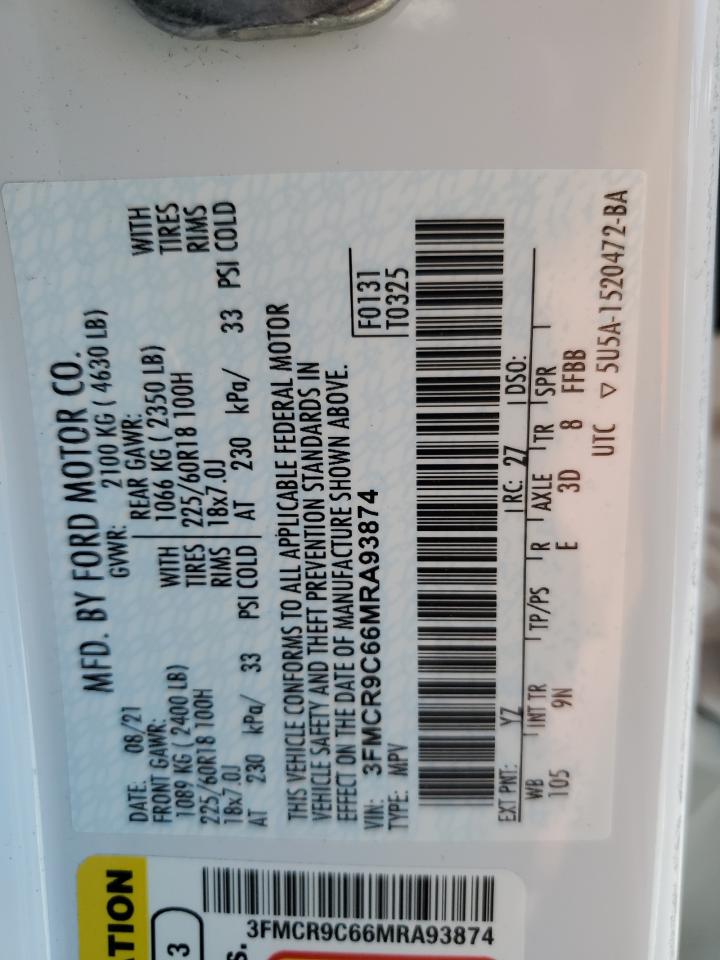 MFD. BY FORD MOTOR CO.
DATE: 08/21 GVWR: 2100 KG ( 4630 LB)
FRONT GAWR: REAR GAWR:
1089 KG ( 2400 LB) WITH 1066 KG ( 2350 LB) WITH
225/60R18 100H TIRES 225/60R18 100H TIRES
18x7.0J RIMS 18x7.0J RIMS
AT 230 kPa/ 33 PSI COLD AT 230 kPa/ 33 PSI COLD
THIS VEHICLE CONFORMS TO ALL APPLICABLE FEDERAL MOTOR
VEHICLE SAFETY AND THEFT PREVENTION STANDARDS IN
EFFECT ON THE DATE OF MANUFACTURE SHOWN ABOVE.
VIN: 3FMCR9C66MRA93874 F0131
TYPE: MPV T0325
EXT PNT: YZ RC: 27 DSO:
WB INT TR TP/PS R AXLE TR SPR
105 9N E 3D 8 FFBB
UTC ▽ 5U5A-1520472-BA
TION
3
S.
3FMCR9C66MRA93874